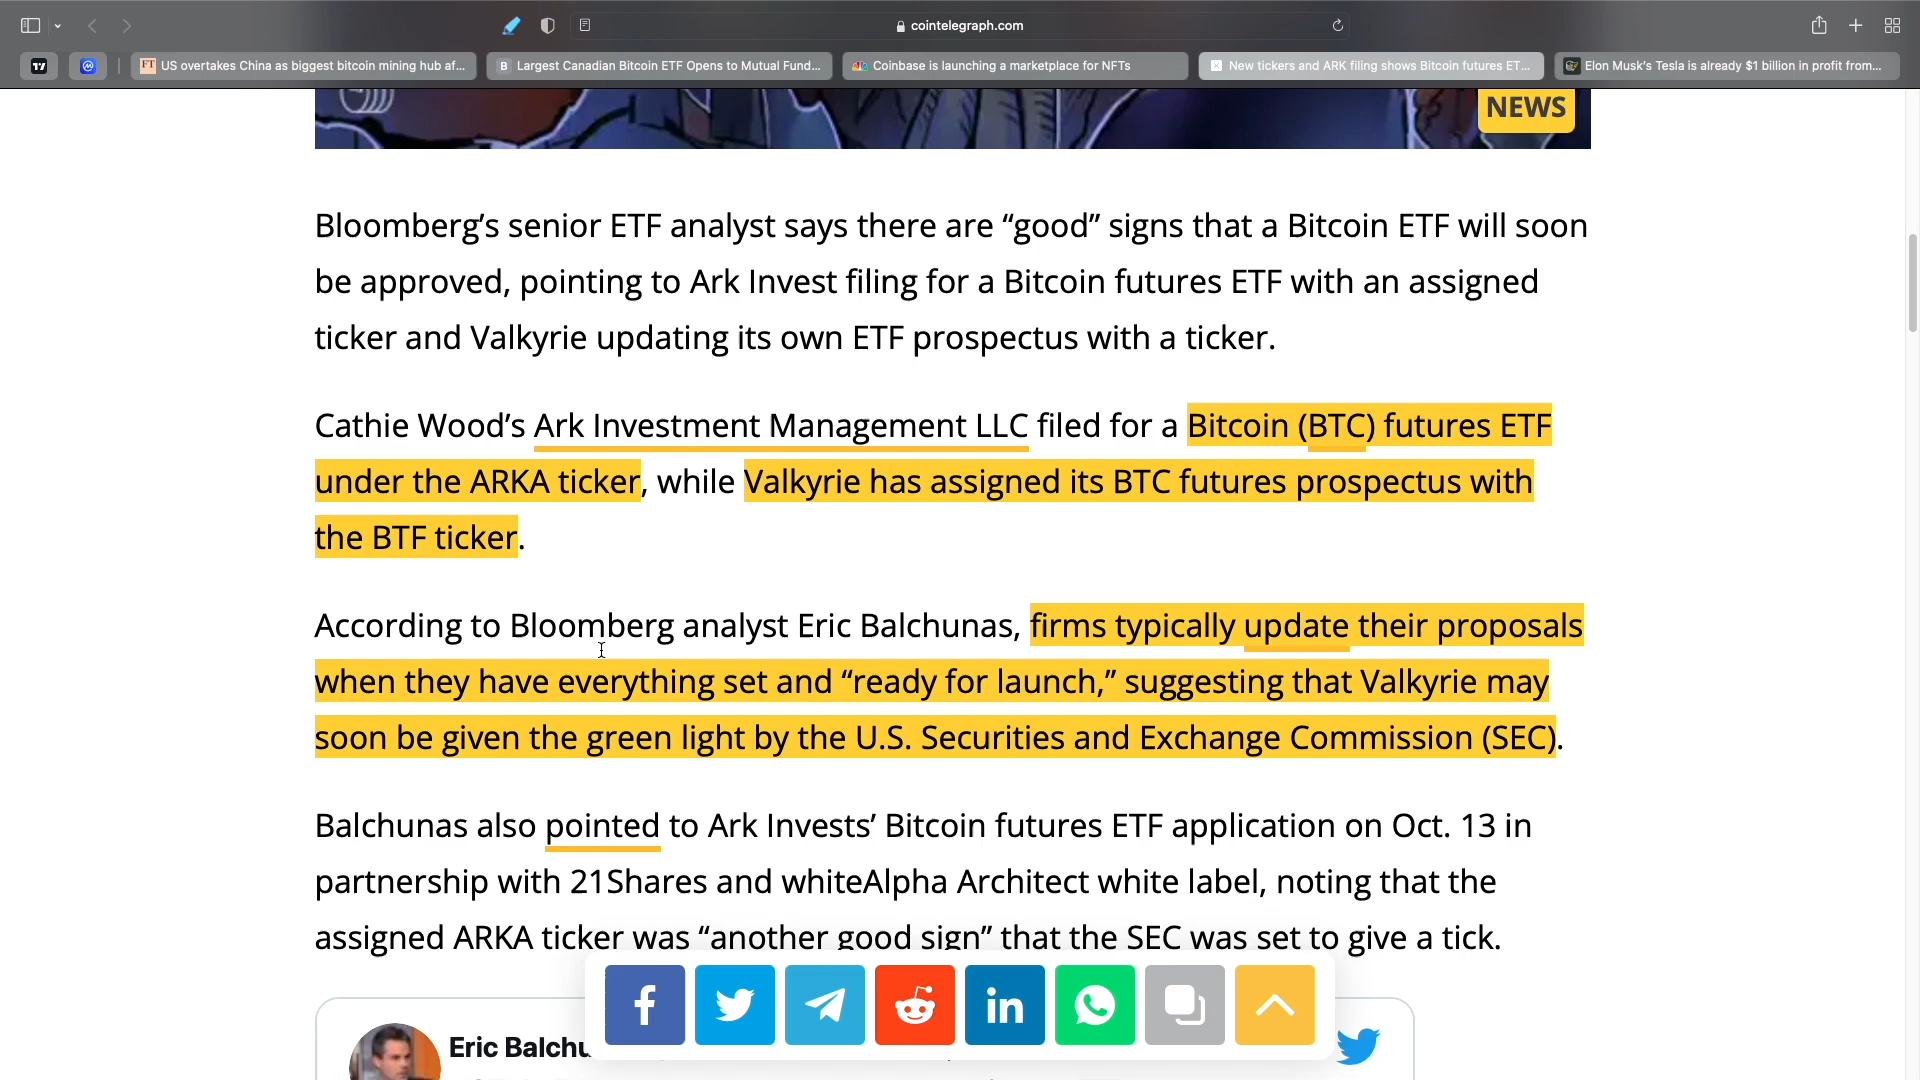 cointelegraph.com
US overtakes China as biggest bitcoin mining hub af...
Largest Canadian Bitcoin ETF Opens to Mutual Fund...
Coinbase is launching a marketplace for NFTs
New tickers and ARK filing shows Bitcoin futures ET...
Elon Musk's Tesla is already $1 billion in profit from...
NEWS
Bloomberg's senior ETF analyst says there are “good” signs that a Bitcoin ETF will soon
be approved, pointing to Ark Invest filing for a Bitcoin futures ETF with an assigned
ticker and Valkyrie updating its own ETF prospectus with a ticker.
Cathie Wood's Ark Investment Management LLC filed for a Bitcoin (BTC) futures ETF
under the ARKA ticker, while Valkyrie has assigned its BTC futures prospectus with
the BTF ticker.
According to Bloomberg analyst Eric Balchunas, firms typically update their proposals
when they have everything set and “ready for launch,” suggesting that Valkyrie may
soon be given the green light by the U.S. Securities and Exchange Commission (SEC).
Balchunas also pointed to Ark Invests’ Bitcoin futures ETF application on Oct. 13 in
partnership with 21Shares and whiteAlpha Architect white label, noting that the
assigned ARKA ticker was “another good sign” that the SEC was set to give a tick.
Eric Balchu